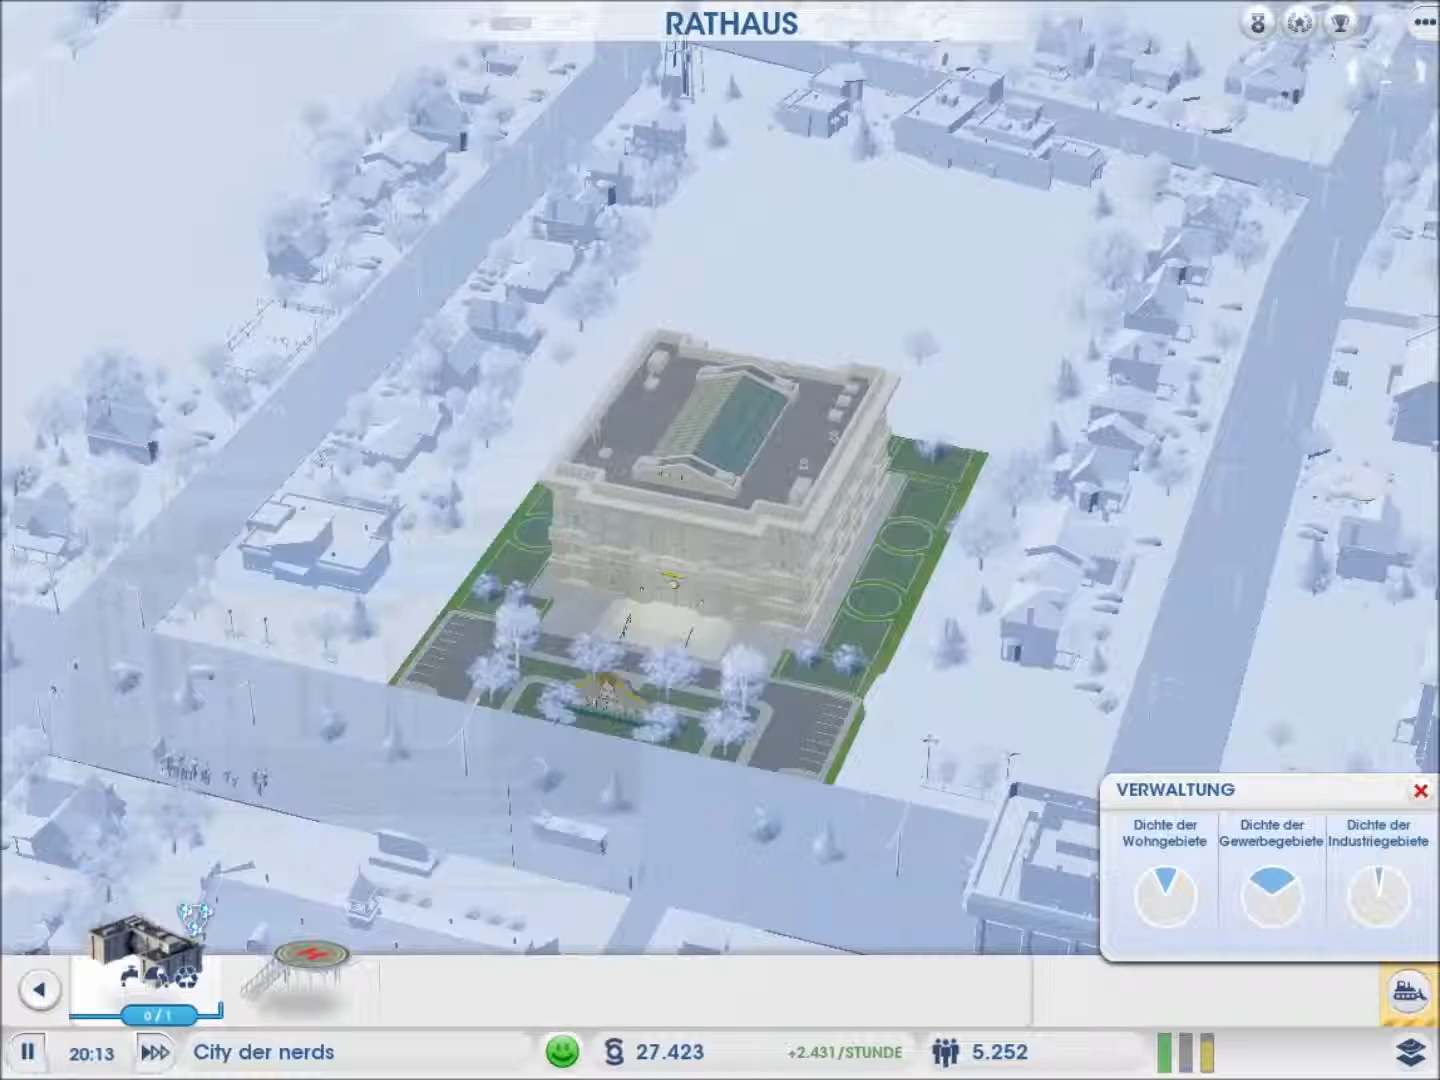 RATHAUS
VERWALTUNG
Dichte der
Wohngebiete
Dichte der
Gewerbegebiete
Dichte der
Industriegebiete
0/1
20:13
City der nerds
27.423
+2.431/STUNDE
5.252